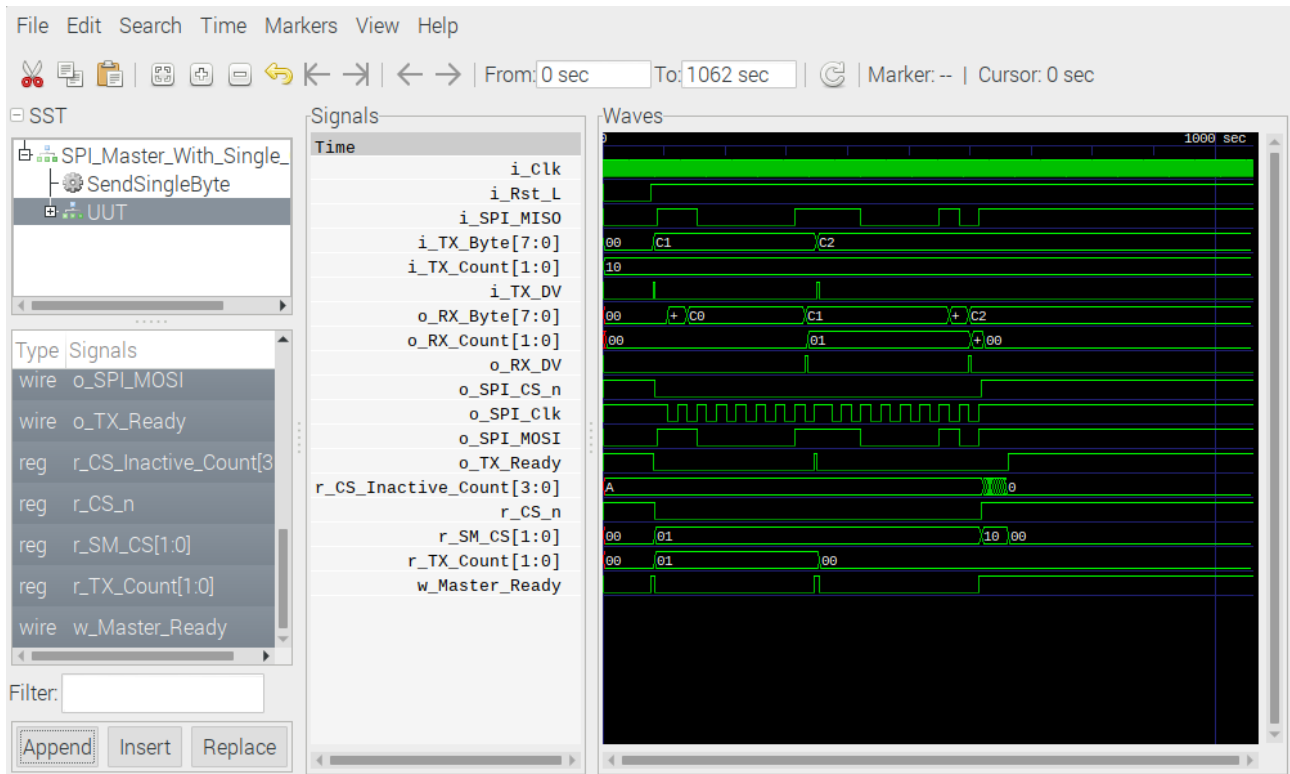 File Edit Search Time Markers View Help
From: 0 sec To: 1062 sec Marker: -- | Cursor: 0 sec
SST
SPI_Master_With_Single_
SendSingleByte
UUT
Type Signals
wire o_SPI_MOSI
wire o_TX_Ready
reg r_CS_Inactive_Count[3
reg r_CS_n
reg r_SM_CS[1:0]
reg r_TX_Count[1:0]
wire w_Master_Ready
Filter:
Append Insert Replace
Signals
Time
i_Clk
i_Rst_L
i_SPI_MISO
i_TX_Byte[7:0]
i_TX_Count[1:0]
i_TX_DV
o_RX_Byte[7:0]
o_RX_Count[1:0]
o_RX_DV
o_SPI_CS_n
o_SPI_Clk
o_SPI_MOSI
o_TX_Ready
r_CS_Inactive_Count[3:0]
r_CS_n
r_SM_CS[1:0]
r_TX_Count[1:0]
w_Master_Ready
Waves
0 1000 sec
00 C1 C2
10
00 + C0 C1 + C2
00 01 + 00
A 0
00 01 10 00
00 01 00